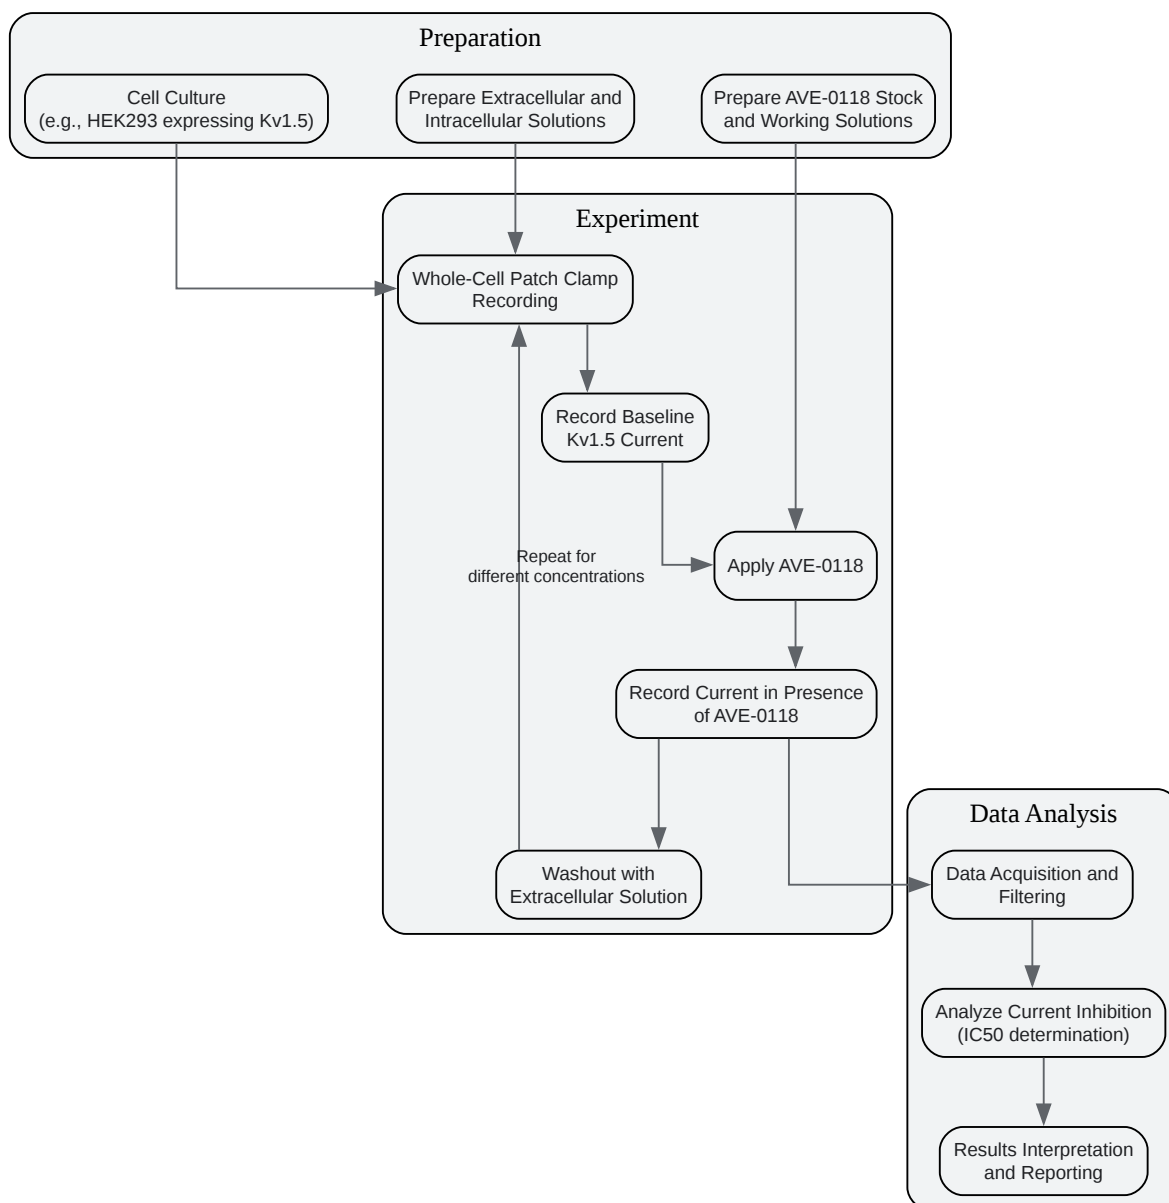 Preparation
Cell Culture
(e.g., HEK293 expressing Kv1.5)
Prepare Extracellular and
Intracellular Solutions
Prepare AVE-0118 Stock
and Working Solutions
Experiment
Whole-Cell Patch Clamp
Recording
Record Baseline
Kv1.5 Current
Repeat for
different concentrations
Apply AVE-0118
Record Current in Presence
of AVE-0118
Washout with
Extracellular Solution
Data Analysis
Data Acquisition and
Filtering
Analyze Current Inhibition
(IC50 determination)
Results Interpretation
and Reporting